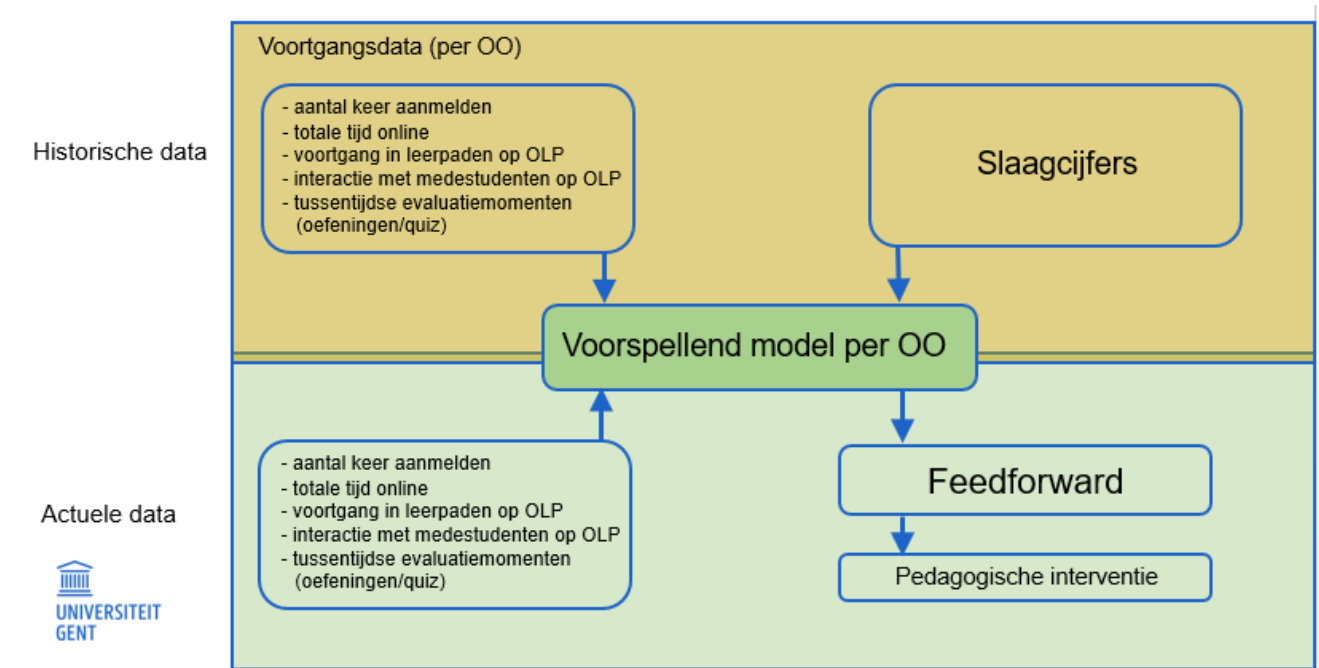 Voortgangsdata (per OO)
Historische data
- aantal keer aanmelden
- totale tijd online
- voortgang in leerpaden op OLP
- interactie met medestudenten op OLP
- tussentijdse evaluatiemomenten
(oefeningen/quiz)
Slaagcijfers
Voorspellend model per OO
Actuele data
- aantal keer aanmelden
- totale tijd online
- voortgang in leerpaden op OLP
- interactie met medestudenten op OLP
- tussentijdse evaluatiemomenten
(oefeningen/quiz)
Feedforward
Pedagogische interventie
UNIVERSITEIT
GENT